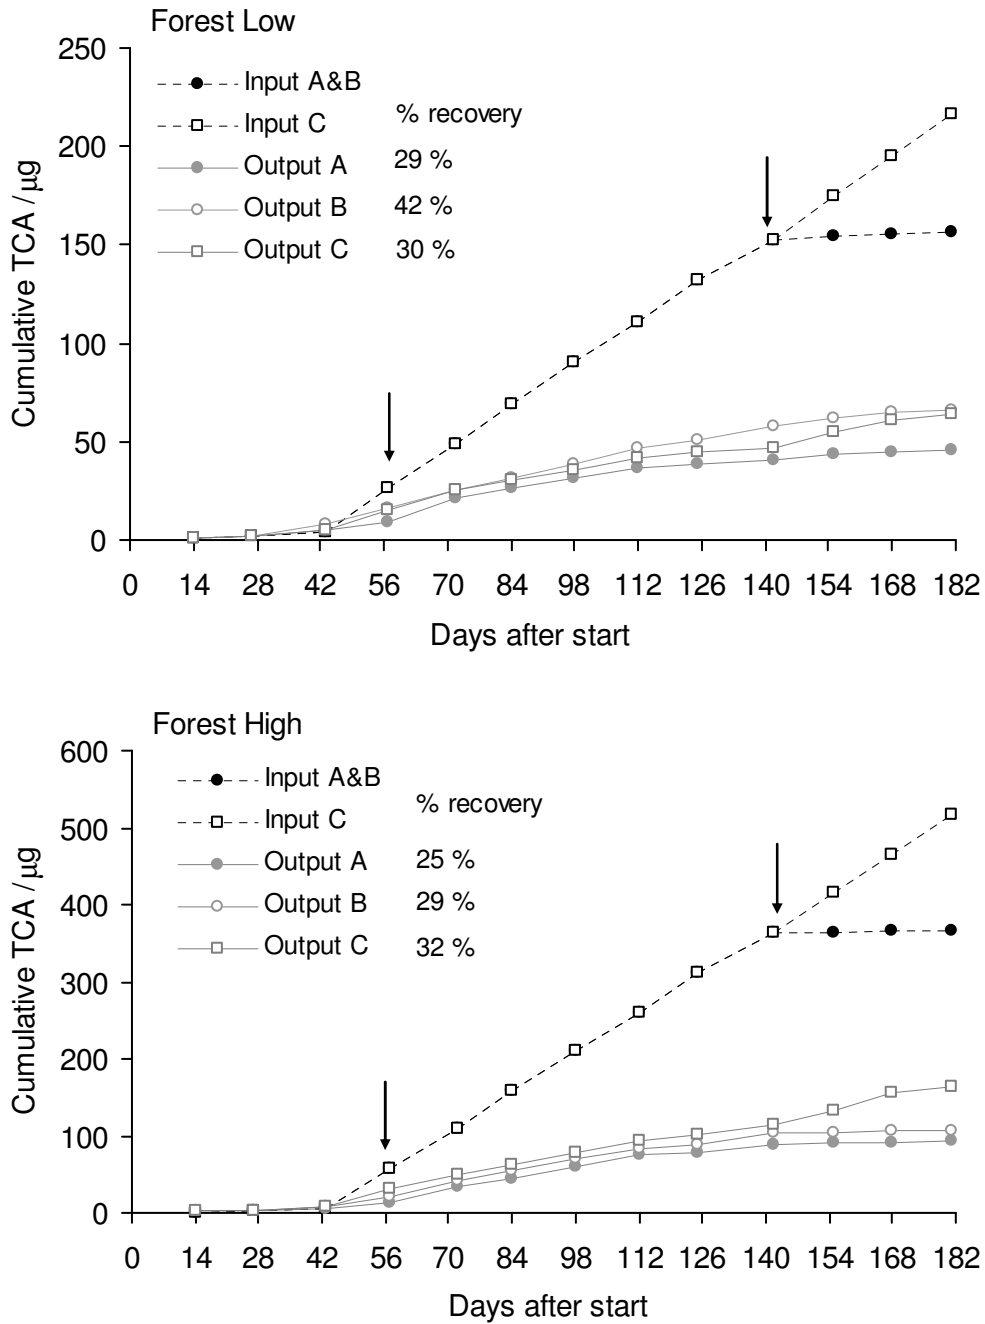 Forest Low
250
200
150
100
50
0
Cumulative TCA /µg
Input A&B
Input C
Output A
Output B
Output C
% recovery
29 %
42 %
30 %
0 14 28 42 56 70 84 98 112 126 140 154 168 182
Days after start
Forest High
600
500
400
300
200
100
0
Cumulative TCA /µg
Input A&B
Input C
Output A
Output B
Output C
% recovery
25 %
29 %
32 %
0 14 28 42 56 70 84 98 112 126 140 154 168 182
Days after start